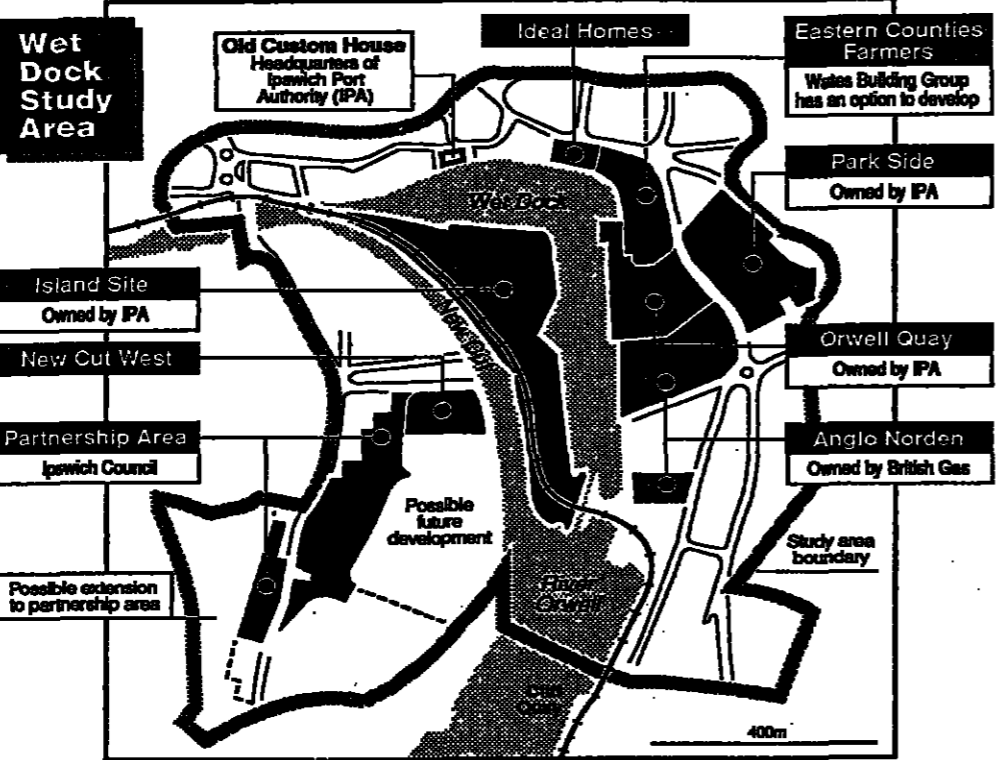 Wet
Dock
Study
Area
Old Custom House
Headquarters of
Ipswich Port
Authority (IPA)
Ideal Homes
Eastern Counties
Farmers
Wates Building Group
has an option to develop
Park Side
Owned by IPA
Wet Dock
Island Site
Owned by IPA
New Cut
New Cut West
Orwell Quay
Owned by IPA
Partnership Area
Ipswich Council
Anglo Norden
Owned by British Gas
Possible
future
development
Study area
boundary
Possible extension
to partnership area
River
Orwell
Quay
400m